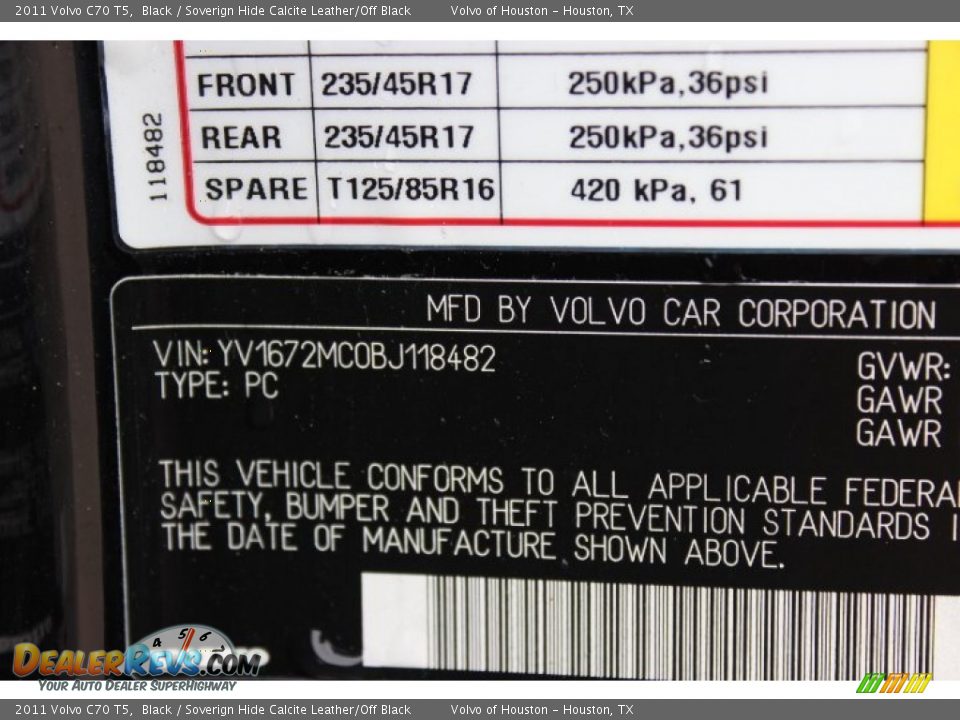 2011 Volvo C70 T5, Black / Soverign Hide Calcite Leather/Off Black Volvo of Houston - Houston, TX
FRONT 235/45R17 250kPa,36psi
REAR 235/45R17 250kPa,36psi
SPARE T125/85R16 420 kPa, 61
118482
MFD BY VOLVO CAR CORPORATION
VIN: YV1672MC0BJ118482
TYPE: PC
GVWR:
GAWR
GAWR
THIS VEHICLE CONFORMS TO ALL APPLICABLE FEDERA
SAFETY, BUMPER AND THEFT PREVENTION STANDARDS I
THE DATE OF MANUFACTURE SHOWN ABOVE.
4 5 6
DEALERREVS.COM
YOUR AUTO DEALER SUPERHIGHWAY
2011 Volvo C70 T5, Black / Soverign Hide Calcite Leather/Off Black Volvo of Houston - Houston, TX